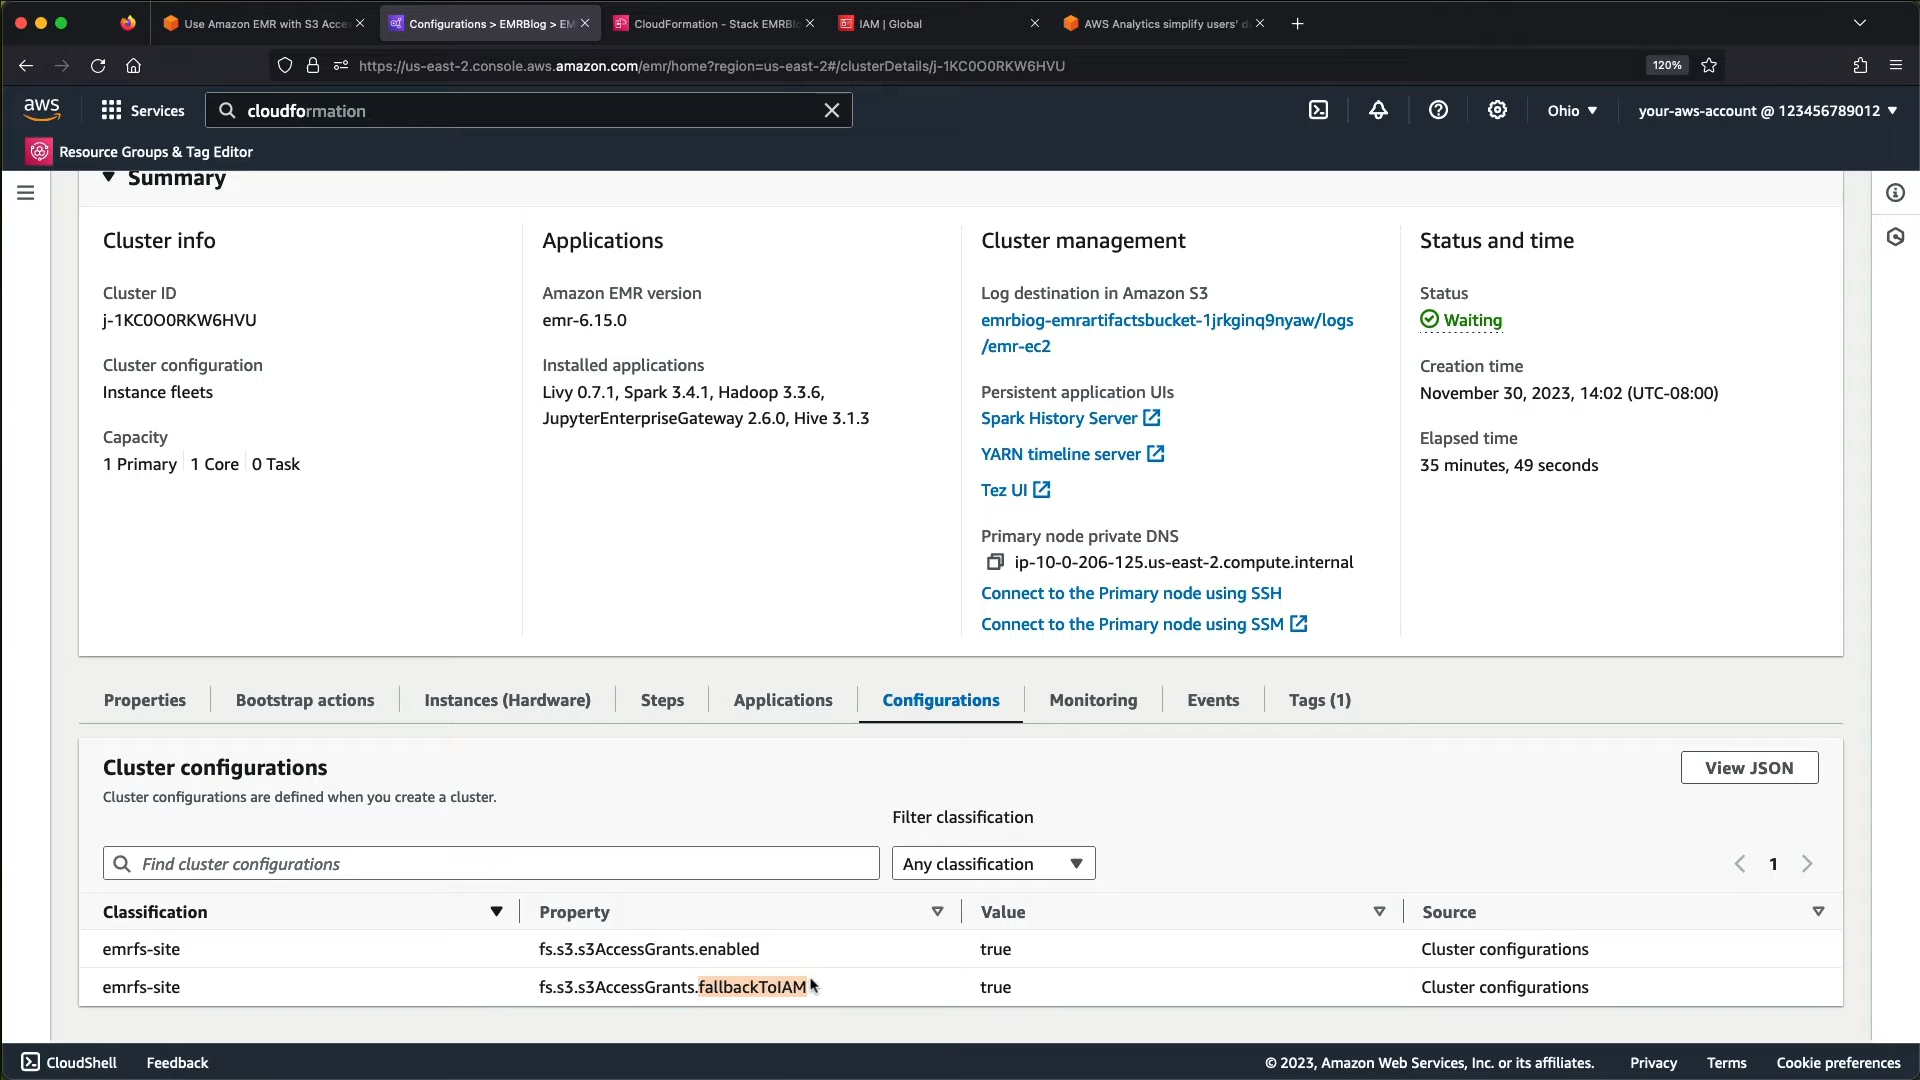 Use Amazon EMR with S3 Acce
Configurations > EMRBlog > EM
CloudFormation - Stack EMRBl
IAM | Global
AWS Analytics simplify users' d
https://us-east-2.console.aws.amazon.com/emr/home?region=us-east-2#/clusterDetails/j-1KC0O0RKW6HVU
120%
aws
Services
cloudformation
Ohio
your-aws-account @ 123456789012
Resource Groups & Tag Editor
Summary
Cluster info
Cluster ID
j-1KC0O0RKW6HVU
Cluster configuration
Instance fleets
Capacity
1 Primary | 1 Core | 0 Task
Applications
Amazon EMR version
emr-6.15.0
Installed applications
Livy 0.7.1, Spark 3.4.1, Hadoop 3.3.6,
JupyterEnterpriseGateway 2.6.0, Hive 3.1.3
Cluster management
Log destination in Amazon S3
emrbiog-emrartifactsbucket-1jrkginq9nyaw/logs
/emr-ec2
Persistent application UIs
Spark History Server
YARN timeline server
Tez UI
Primary node private DNS
ip-10-0-206-125.us-east-2.compute.internal
Connect to the Primary node using SSH
Connect to the Primary node using SSM
Status and time
Status
Waiting
Creation time
November 30, 2023, 14:02 (UTC-08:00)
Elapsed time
35 minutes, 49 seconds
Properties
Bootstrap actions
Instances (Hardware)
Steps
Applications
Configurations
Monitoring
Events
Tags (1)
Cluster configurations
View JSON
Cluster configurations are defined when you create a cluster.
Filter classification
Find cluster configurations
Any classification
1
Classification Property Value Source
emrfs-site fs.s3.s3AccessGrants.enabled true Cluster configurations
emrfs-site fs.s3.s3AccessGrants.fallbackToIAM true Cluster configurations
CloudShell
Feedback
© 2023, Amazon Web Services, Inc. or its affiliates.
Privacy
Terms
Cookie preferences